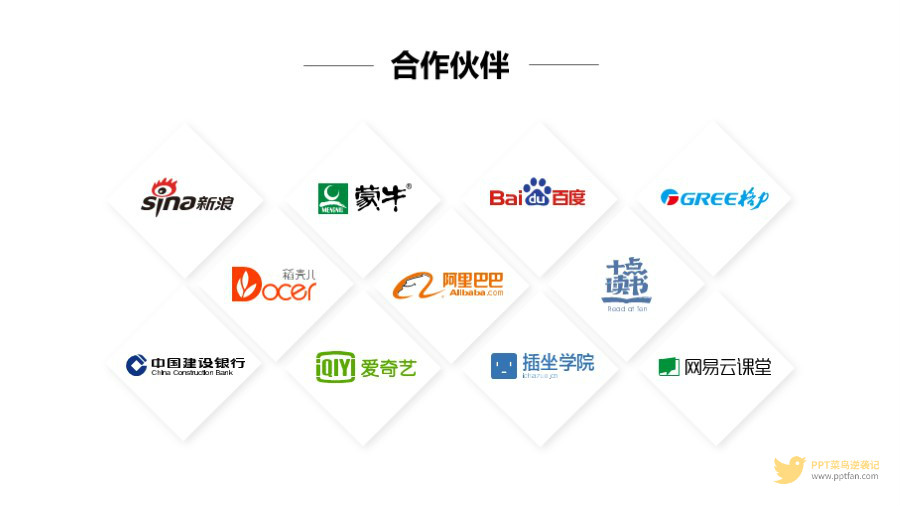 合作伙伴
sina新浪
MENGNIU 蒙牛®
Bai du 百度
GREE格力
稻壳儿
Docer
阿里巴巴
Alibaba.com
十点
读书
Read at ten
中国建设银行
China Construction Bank
iQIYI 爱奇艺
插坐学院
网易云课堂
PPT菜鸟逆袭记
www.pptfan.com